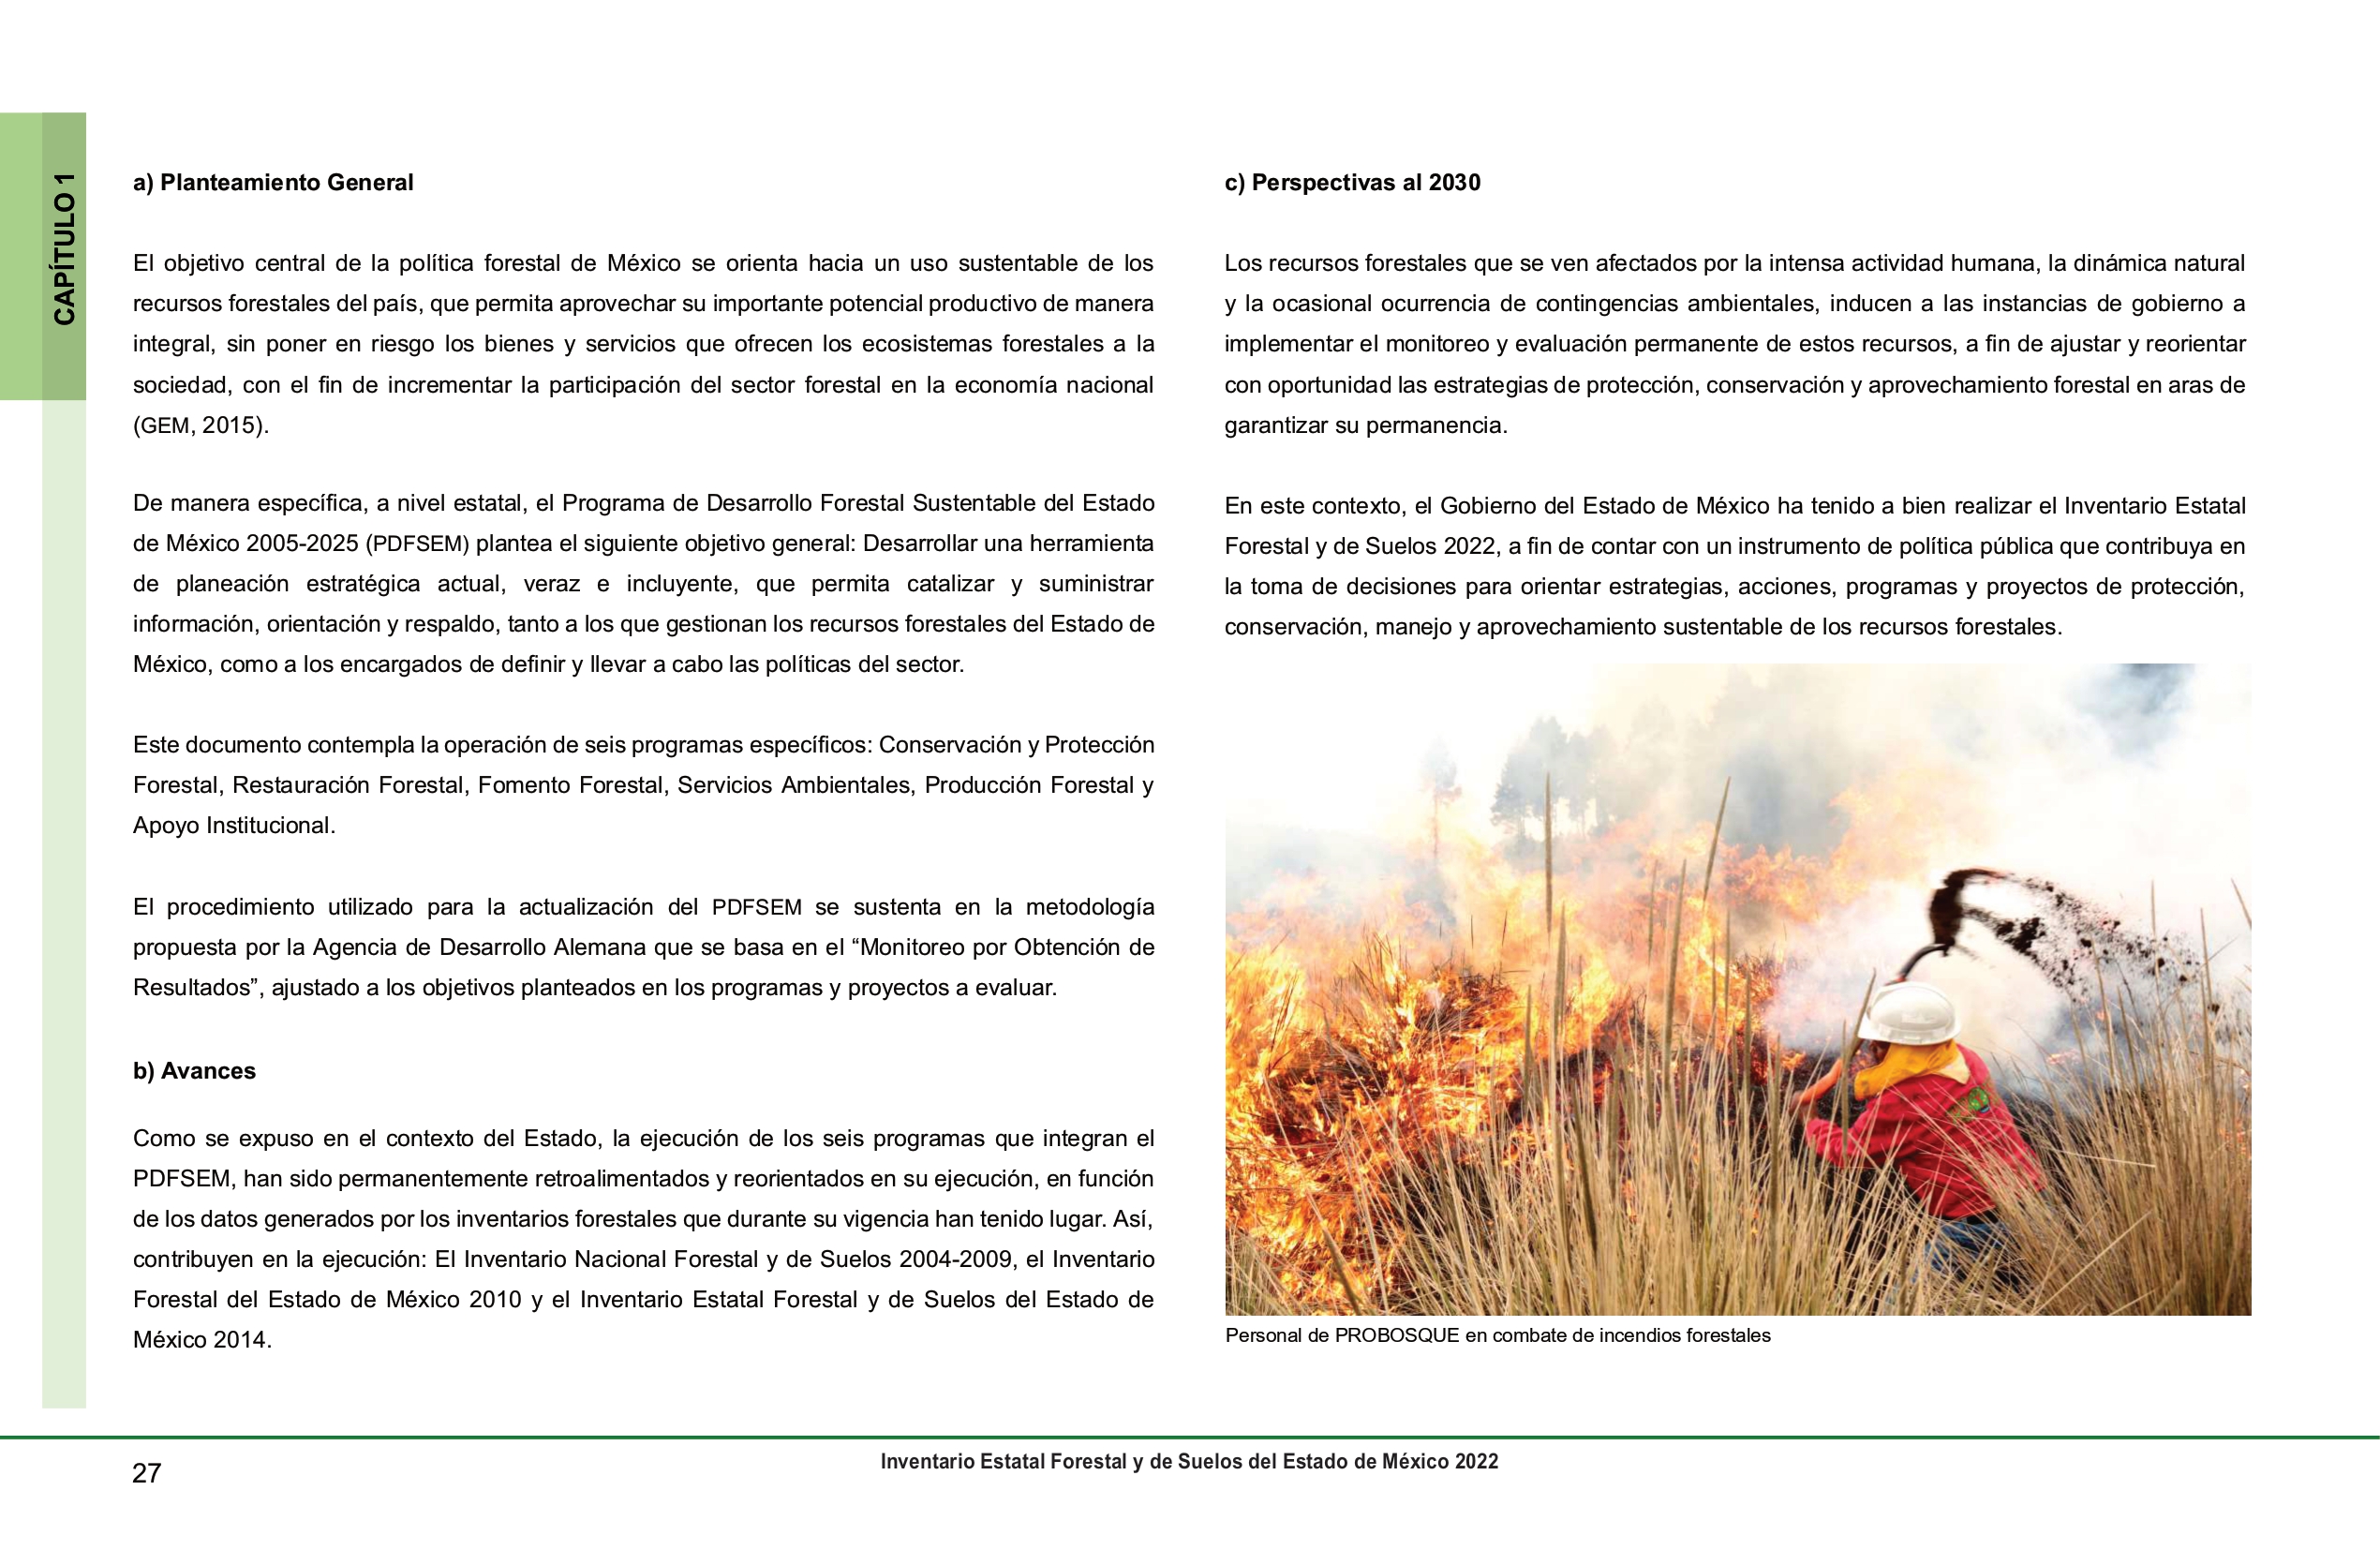 CAPÍTULO 1
a) Planteamiento General
El objetivo central de la política forestal de México se orienta hacia un uso sustentable de los
recursos forestales del país, que permita aprovechar su importante potencial productivo de manera
integral, sin poner en riesgo los bienes y servicios que ofrecen los ecosistemas forestales a la
sociedad, con el fin de incrementar la participación del sector forestal en la economía nacional
(GEM, 2015).
De manera específica, a nivel estatal, el Programa de Desarrollo Forestal Sustentable del Estado
de México 2005-2025 (PDFSEM) plantea el siguiente objetivo general: Desarrollar una herramienta
de planeación estratégica actual, veraz e incluyente, que permita catalizar y suministrar
información, orientación y respaldo, tanto a los que gestionan los recursos forestales del Estado de
México, como a los encargados de definir y llevar a cabo las políticas del sector.
Este documento contempla la operación de seis programas específicos: Conservación y Protección
Forestal, Restauración Forestal, Fomento Forestal, Servicios Ambientales, Producción Forestal y
Apoyo Institucional.
El procedimiento utilizado para la actualización del PDFSEM se sustenta en la metodología
propuesta por la Agencia de Desarrollo Alemana que se basa en el “Monitoreo por Obtención de
Resultados”, ajustado a los objetivos planteados en los programas y proyectos a evaluar.
b) Avances
Como se expuso en el contexto del Estado, la ejecución de los seis programas que integran el
PDFSEM, han sido permanentemente retroalimentados y reorientados en su ejecución, en función
de los datos generados por los inventarios forestales que durante su vigencia han tenido lugar. Así,
contribuyen en la ejecución: El Inventario Nacional Forestal y de Suelos 2004-2009, el Inventario
Forestal del Estado de México 2010 y el Inventario Estatal Forestal y de Suelos del Estado de
México 2014.
c) Perspectivas al 2030
Los recursos forestales que se ven afectados por la intensa actividad humana, la dinámica natural
y la ocasional ocurrencia de contingencias ambientales, inducen a las instancias de gobierno a
implementar el monitoreo y evaluación permanente de estos recursos, a fin de ajustar y reorientar
con oportunidad las estrategias de protección, conservación y aprovechamiento forestal en aras de
garantizar su permanencia.
En este contexto, el Gobierno del Estado de México ha tenido a bien realizar el Inventario Estatal
Forestal y de Suelos 2022, a fin de contar con un instrumento de política pública que contribuya en
la toma de decisiones para orientar estrategias, acciones, programas y proyectos de protección,
conservación, manejo y aprovechamiento sustentable de los recursos forestales.
Personal de PROBOSQUE en combate de incendios forestales
27
Inventario Estatal Forestal y de Suelos del Estado de México 2022